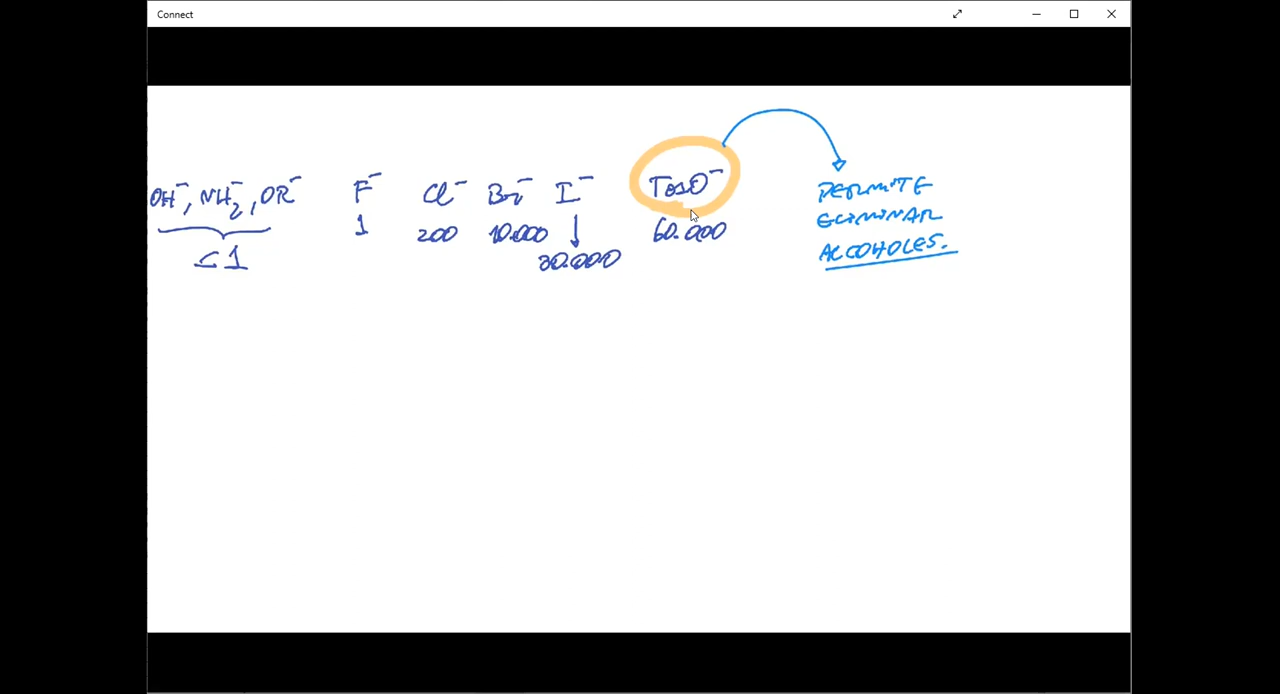 Connect
OH⁻, NH₂⁻, OR⁻ F⁻ Cl⁻ Br⁻ I⁻ TosO⁻
≤1 1 200 10.000 30.000 60.000
PERMITE
ELIMINAR
ALCOHOLES.